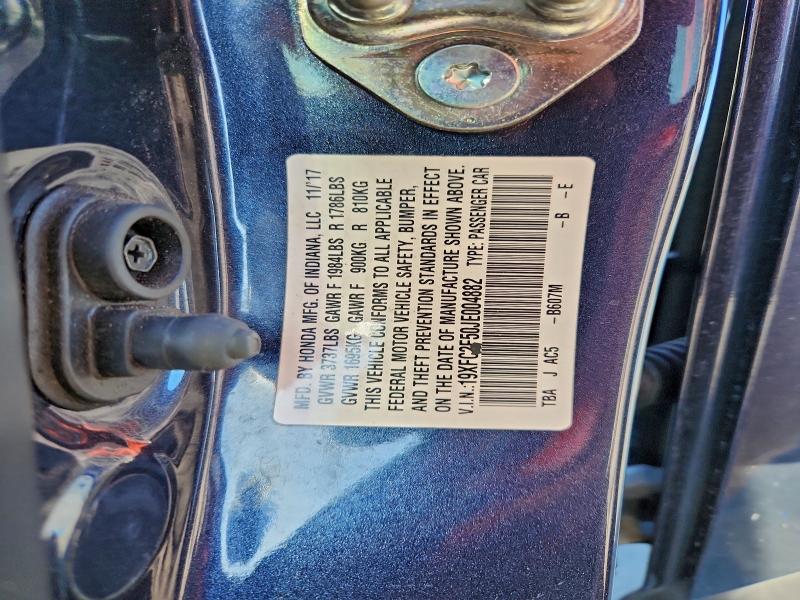 MFD. BY HONDA MFG. OF INDIANA, LLC 11/17
GVWR 3737LBS GAWR F 1984LBS R 1786LBS
GVWR 1695KG GAWR F 900KG R 810KG
THIS VEHICLE CONFORMS TO ALL APPLICABLE
FEDERAL MOTOR VEHICLE SAFETY, BUMPER,
AND THEFT PREVENTION STANDARDS IN EFFECT
ON THE DATE OF MANUFACTURE SHOWN ABOVE.
V.I.N.:19XFC2F50JE004882 TYPE: PASSENGER CAR
TBA J AC5 -B607M -B -E